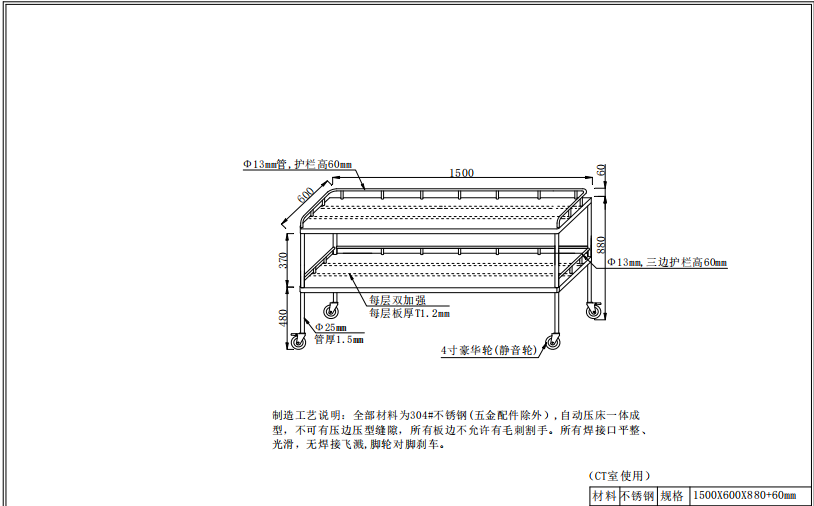 Φ13mm管,护栏高60mm
1500
60
600
880
370
Φ13mm,三边护栏高60mm
每层双加强
每层板厚T1.2mm
480
Φ25mm
管厚1.5mm
4寸豪华轮(静音轮)
制造工艺说明：全部材料为304#不锈钢(五金配件除外）,自动压床一体成
型，不可有压边压型缝隙，所有板边不允许有毛刺割手。所有焊接口平整、
光滑，无焊接飞溅,脚轮对脚刹车。
（CT室使用）
材料 不锈钢 规格 1500X600X880+60mm